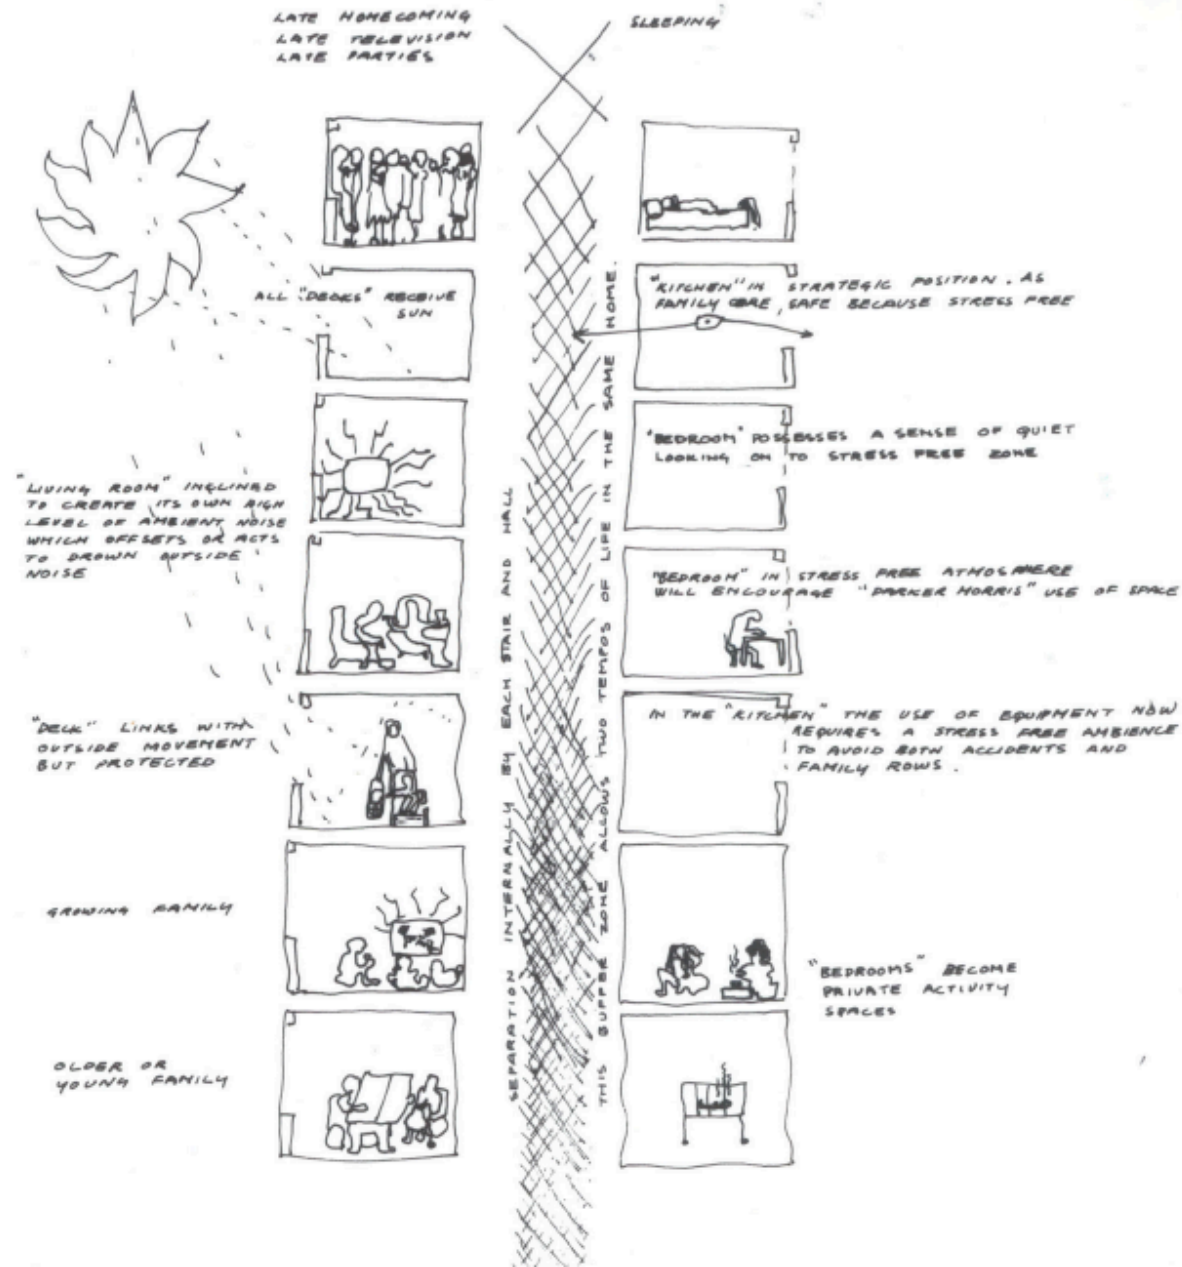 LATE HOMECOMING
LATE TELEVISION
LATE PARTIES
SLEEPING
ALL "DECKS" RECEIVE
SUN
"KITCHEN" IN STRATEGIC POSITION. AS
FAMILY CORE, SAFE BECAUSE STRESS FREE
"BEDROOM" POSSESSES A SENSE OF QUIET
LOOKING ON TO STRESS FREE ZONE
"LIVING ROOM" INCLINED
TO CREATE ITS OWN HIGH
LEVEL OF AMBIENT NOISE
WHICH OFFSETS OR ACTS
TO DROWN OUTSIDE
NOISE
"BEDROOM" IN STRESS FREE ATMOSPHERE
WILL ENCOURAGE "PARKER MORRIS" USE OF SPACE
"DECK" LINKS WITH
OUTSIDE MOVEMENT
BUT PROTECTED
IN THE "KITCHEN" THE USE OF EQUIPMENT NOW
REQUIRES A STRESS FREE AMBIENCE
TO AVOID BOTH ACCIDENTS AND
FAMILY ROWS.
GROWING FAMILY
"BEDROOMS" BECOME
PRIVATE ACTIVITY
SPACES
OLDER OR
YOUNG FAMILY
SEPARATION INTERNALLY BY EACH STAIR AND HALL
THIS BUFFER ZONE ALLOWS TWO TEMPOS OF LIFE IN THE SAME HOME.